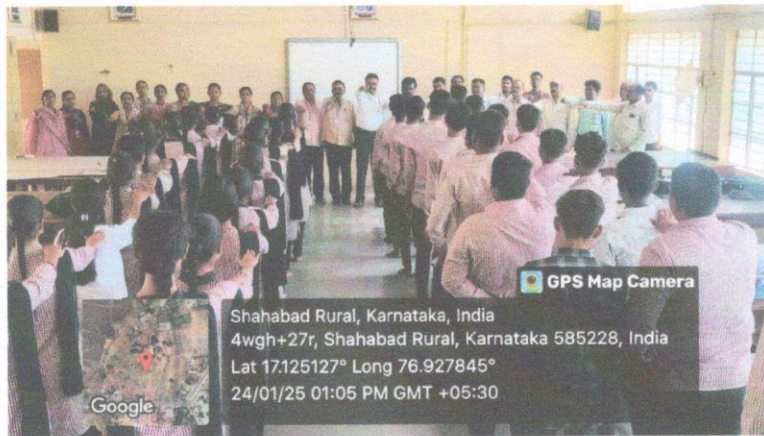 GPS Map Camera
Shahabad Rural, Karnataka, India
4wgh+27r, Shahabad Rural, Karnataka 585228, India
Lat 17.125127° Long 76.927845°
24/01/25 01:05 PM GMT +05:30
Google